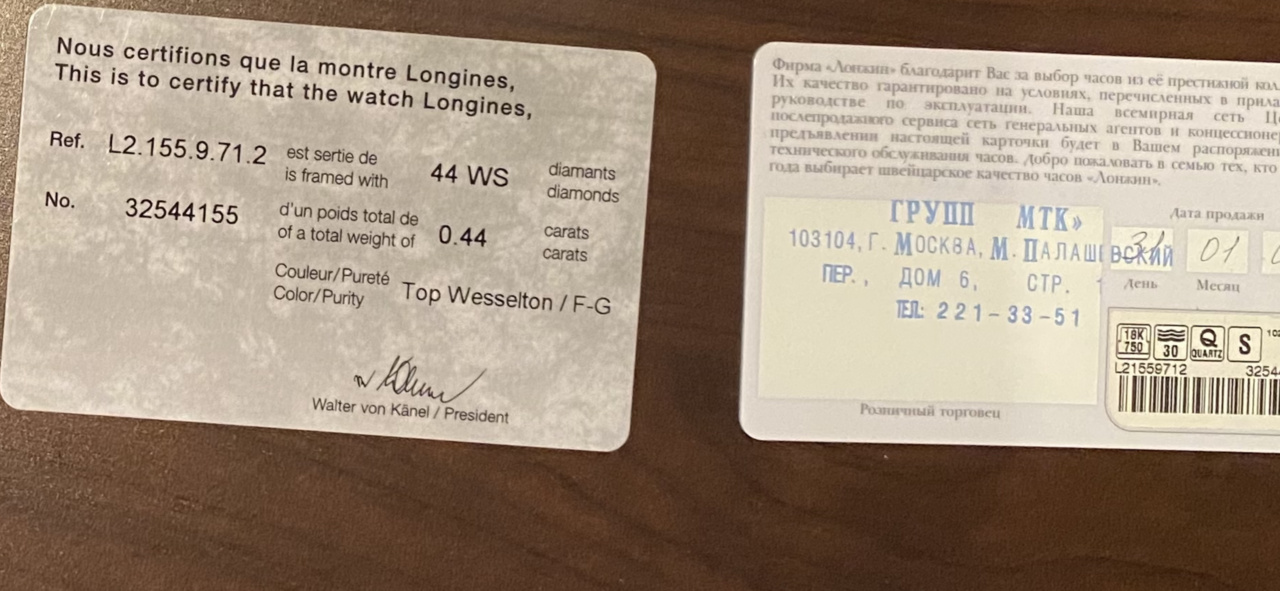 Nous certifions que la montre Longines,
This is to certify that the watch Longines,
Ref. L2.155.9.71.2 est sertie de 44 WS diamants
is framed with diamonds
No. 32544155 d'un poids total de 0.44 carats
of a total weight of carats
Couleur/Pureté Top Wesselton / F-G
Color/Purity
Walter von Känel / President
Фирма «Лонжин» благодарит Вас за выбор часов из её престижной кол
Их качество гарантировано на условиях, перечисленных в прила
руководстве по эксплуатации. Наша всемирная сеть Це
послепродажного сервиса сеть генеральных агентов и концессионе
предъявлении настоящей карточки будет в Вашем распоряжен
технического обслуживания часов. Добро пожаловать в семью тех, кто
года выбирает швейцарское качество часов «Лонжин».
ГРУПП МТК»
103104, Г. МОСКВА, М. ПАЛАШЕВСКИЙ
ПЕР., ДОМ 6, СТР.
ТЕЛ: 221-33-51
Розничный торговец
Дата продажи
31 01
День Месяц
18K 750 30 Q QUARTZ S
L21559712 3254